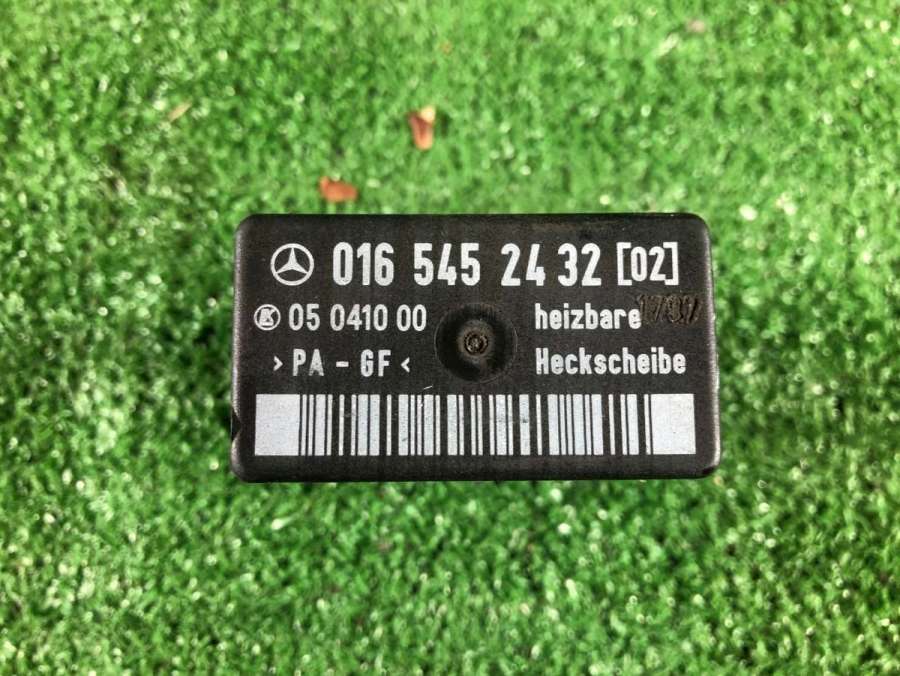 016 545 24 32 [02]
05 0410 00 heizbare
>PA-GF< Heckscheibe